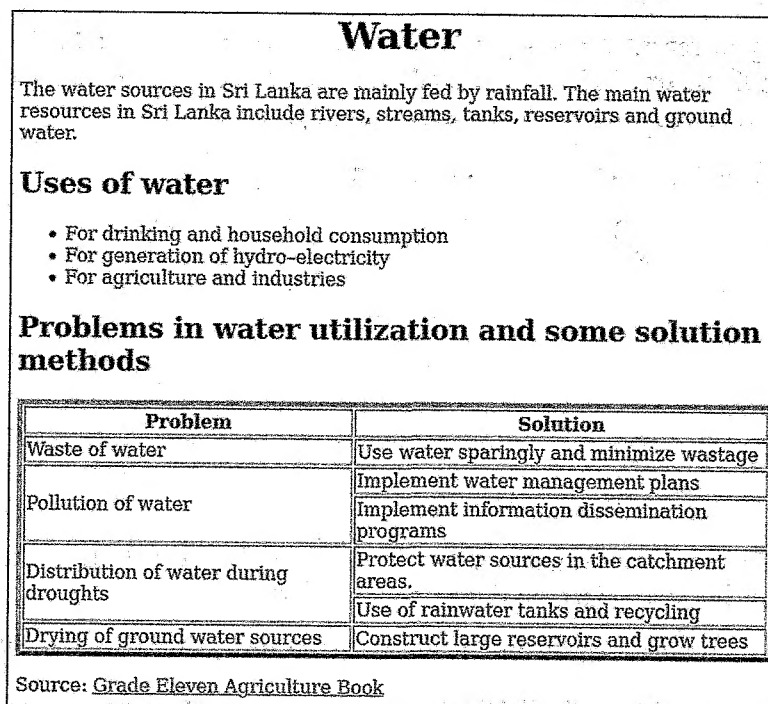 Water
The water sources in Sri Lanka are mainly fed by rainfall. The main water
resources in Sri Lanka include rivers, streams, tanks, reservoirs and ground
water.
Uses of water
• For drinking and household consumption
• For generation of hydro-electricity
• For agriculture and industries
Problems in water utilization and some solution
methods
Problem Solution
Waste of water Use water sparingly and minimize wastage
Pollution of water Implement water management plans
Implement information dissemination
programs
Distribution of water during
droughts Protect water sources in the catchment
areas.
Use of rainwater tanks and recycling
Drying of ground water sources Construct large reservoirs and grow trees
Source: Grade Eleven Agriculture Book